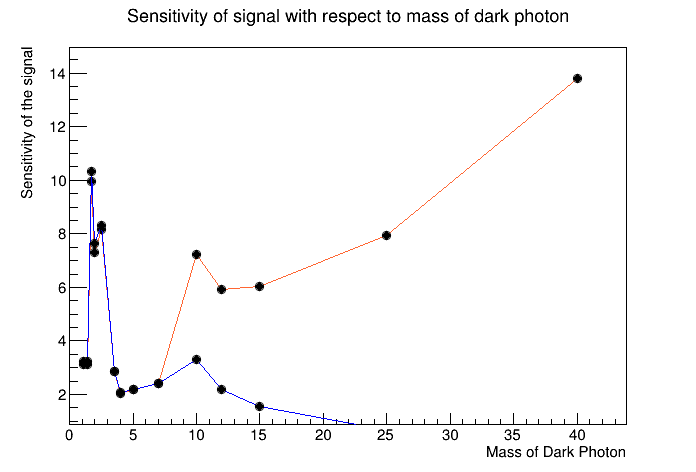 Sensitivity of signal with respect to mass of dark photon
Sensitivity of the signal
14
12
10
8
6
4
2
0 5 10 15 20 25 30 35 40
Mass of Dark Photon